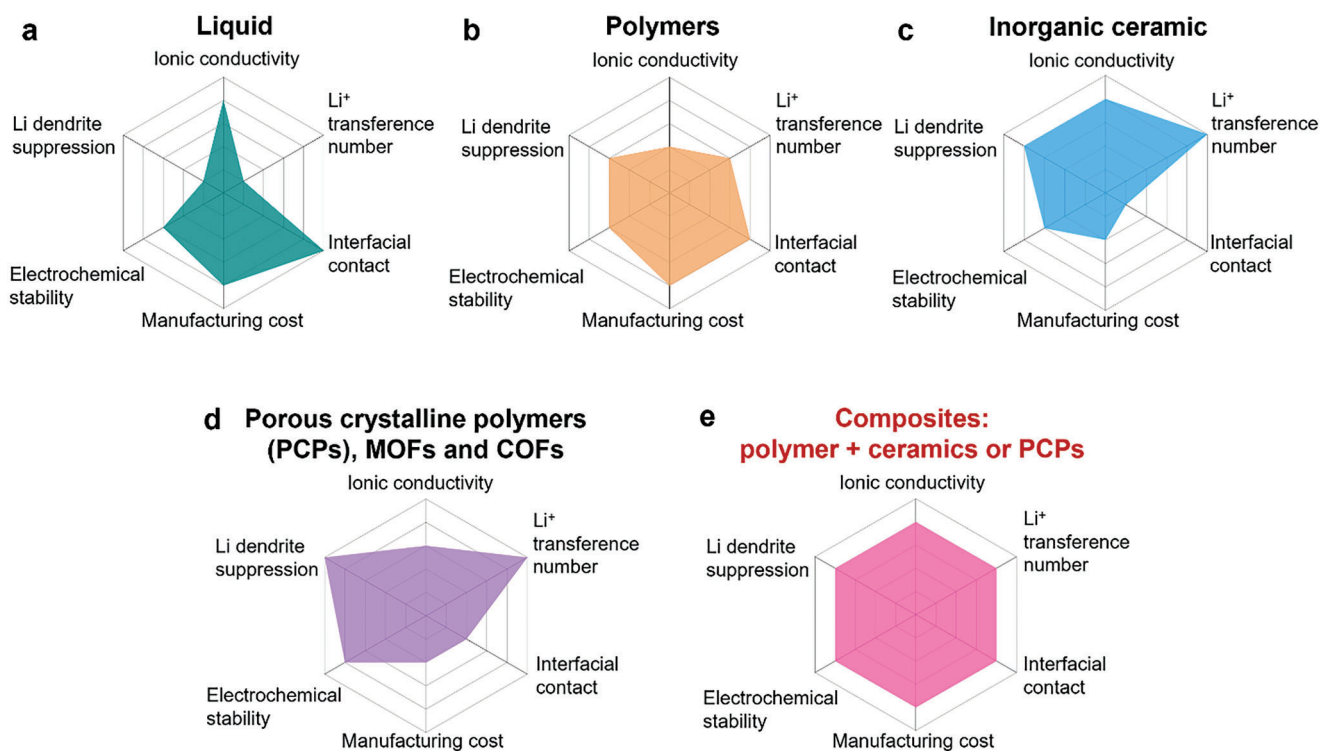 a
Liquid
Ionic conductivity
Li⁺
transference
number
Li dendrite
suppression
Interfacial
contact
Electrochemical
stability
Manufacturing cost
b
Polymers
Ionic conductivity
Li⁺
transference
number
Li dendrite
suppression
Interfacial
contact
Electrochemical
stability
Manufacturing cost
c
Inorganic ceramic
Ionic conductivity
Li⁺
transference
number
Li dendrite
suppression
Interfacial
contact
Electrochemical
stability
Manufacturing cost
d
Porous crystalline polymers
(PCPs), MOFs and COFs
Ionic conductivity
Li⁺
transference
number
Li dendrite
suppression
Interfacial
contact
Electrochemical
stability
Manufacturing cost
e
Composites:
polymer + ceramics or PCPs
Ionic conductivity
Li⁺
transference
number
Li dendrite
suppression
Interfacial
contact
Electrochemical
stability
Manufacturing cost